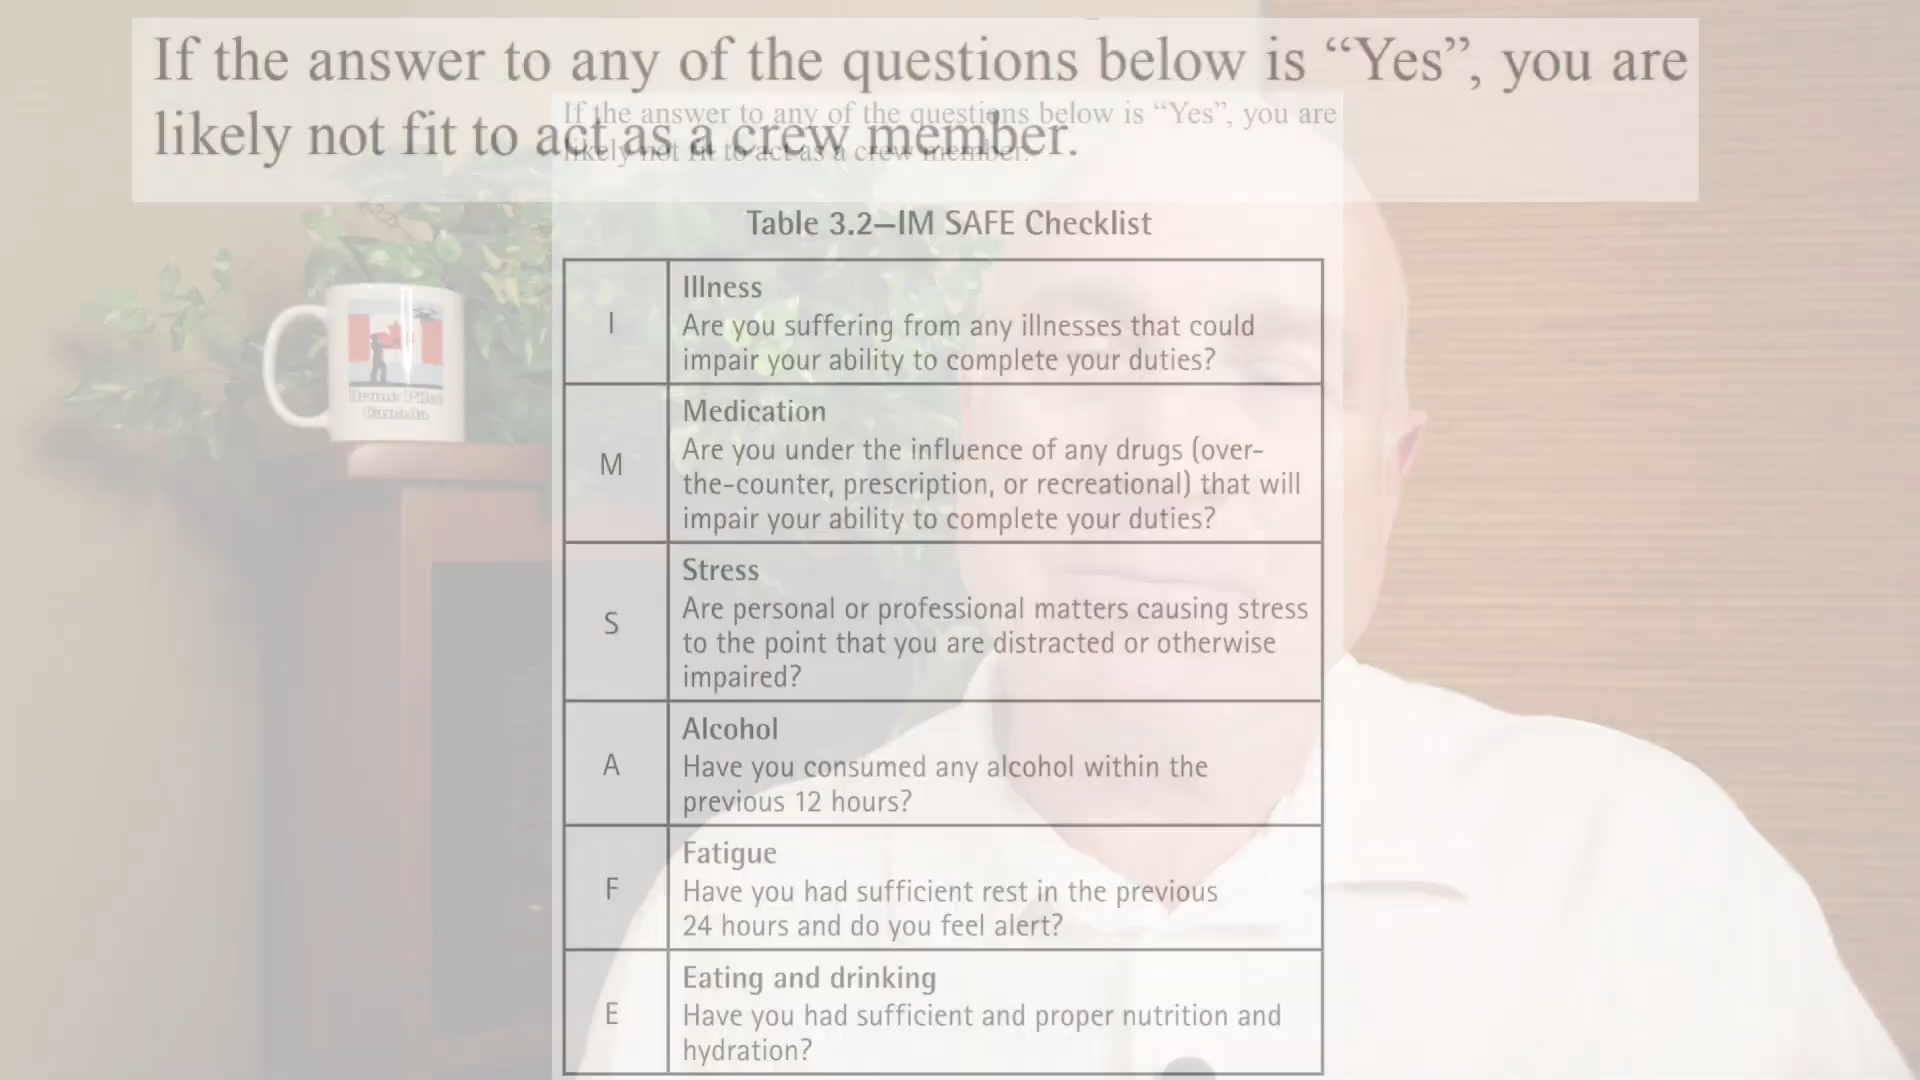 If the answer to any of the questions below is “Yes”, you are
likely not fit to act as a crew member.
If the answer to any of the questions below is “Yes”, you are
likely not fit to act as a crew member.
Table 3.2—IM SAFE Checklist
I
Illness
Are you suffering from any illnesses that could
impair your ability to complete your duties?
M
Medication
Are you under the influence of any drugs (over-
the-counter, prescription, or recreational) that will
impair your ability to complete your duties?
S
Stress
Are personal or professional matters causing stress
to the point that you are distracted or otherwise
impaired?
A
Alcohol
Have you consumed any alcohol within the
previous 12 hours?
F
Fatigue
Have you had sufficient rest in the previous
24 hours and do you feel alert?
E
Eating and drinking
Have you had sufficient and proper nutrition and
hydration?
Drone Pilot
Canada